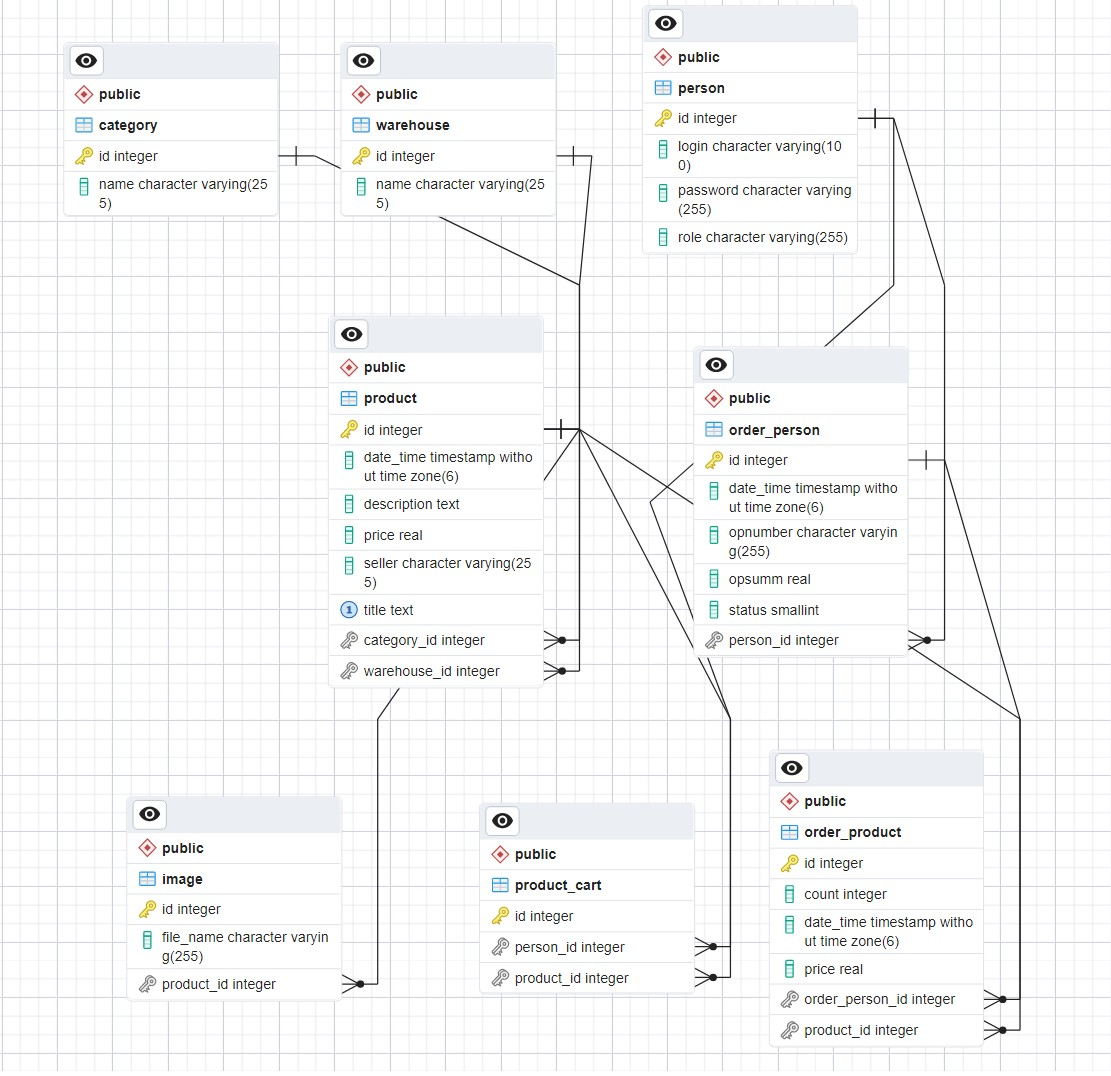 public
category
id integer
name character varying(25
5)
public
warehouse
id integer
name character varying(25
5)
public
person
id integer
login character varying(10
0)
password character varying
(255)
role character varying(255)
public
product
id integer
date_time timestamp witho
ut time zone(6)
description text
price real
seller character varying(25
5)
1 title text
category_id integer
warehouse_id integer
public
order_person
id integer
date_time timestamp witho
ut time zone(6)
opnumber character varyin
g(255)
opsumm real
status smallint
person_id integer
public
image
id integer
file_name character varyin
g(255)
product_id integer
public
product_cart
id integer
person_id integer
product_id integer
public
order_product
id integer
count integer
date_time timestamp witho
ut time zone(6)
price real
order_person_id integer
product_id integer